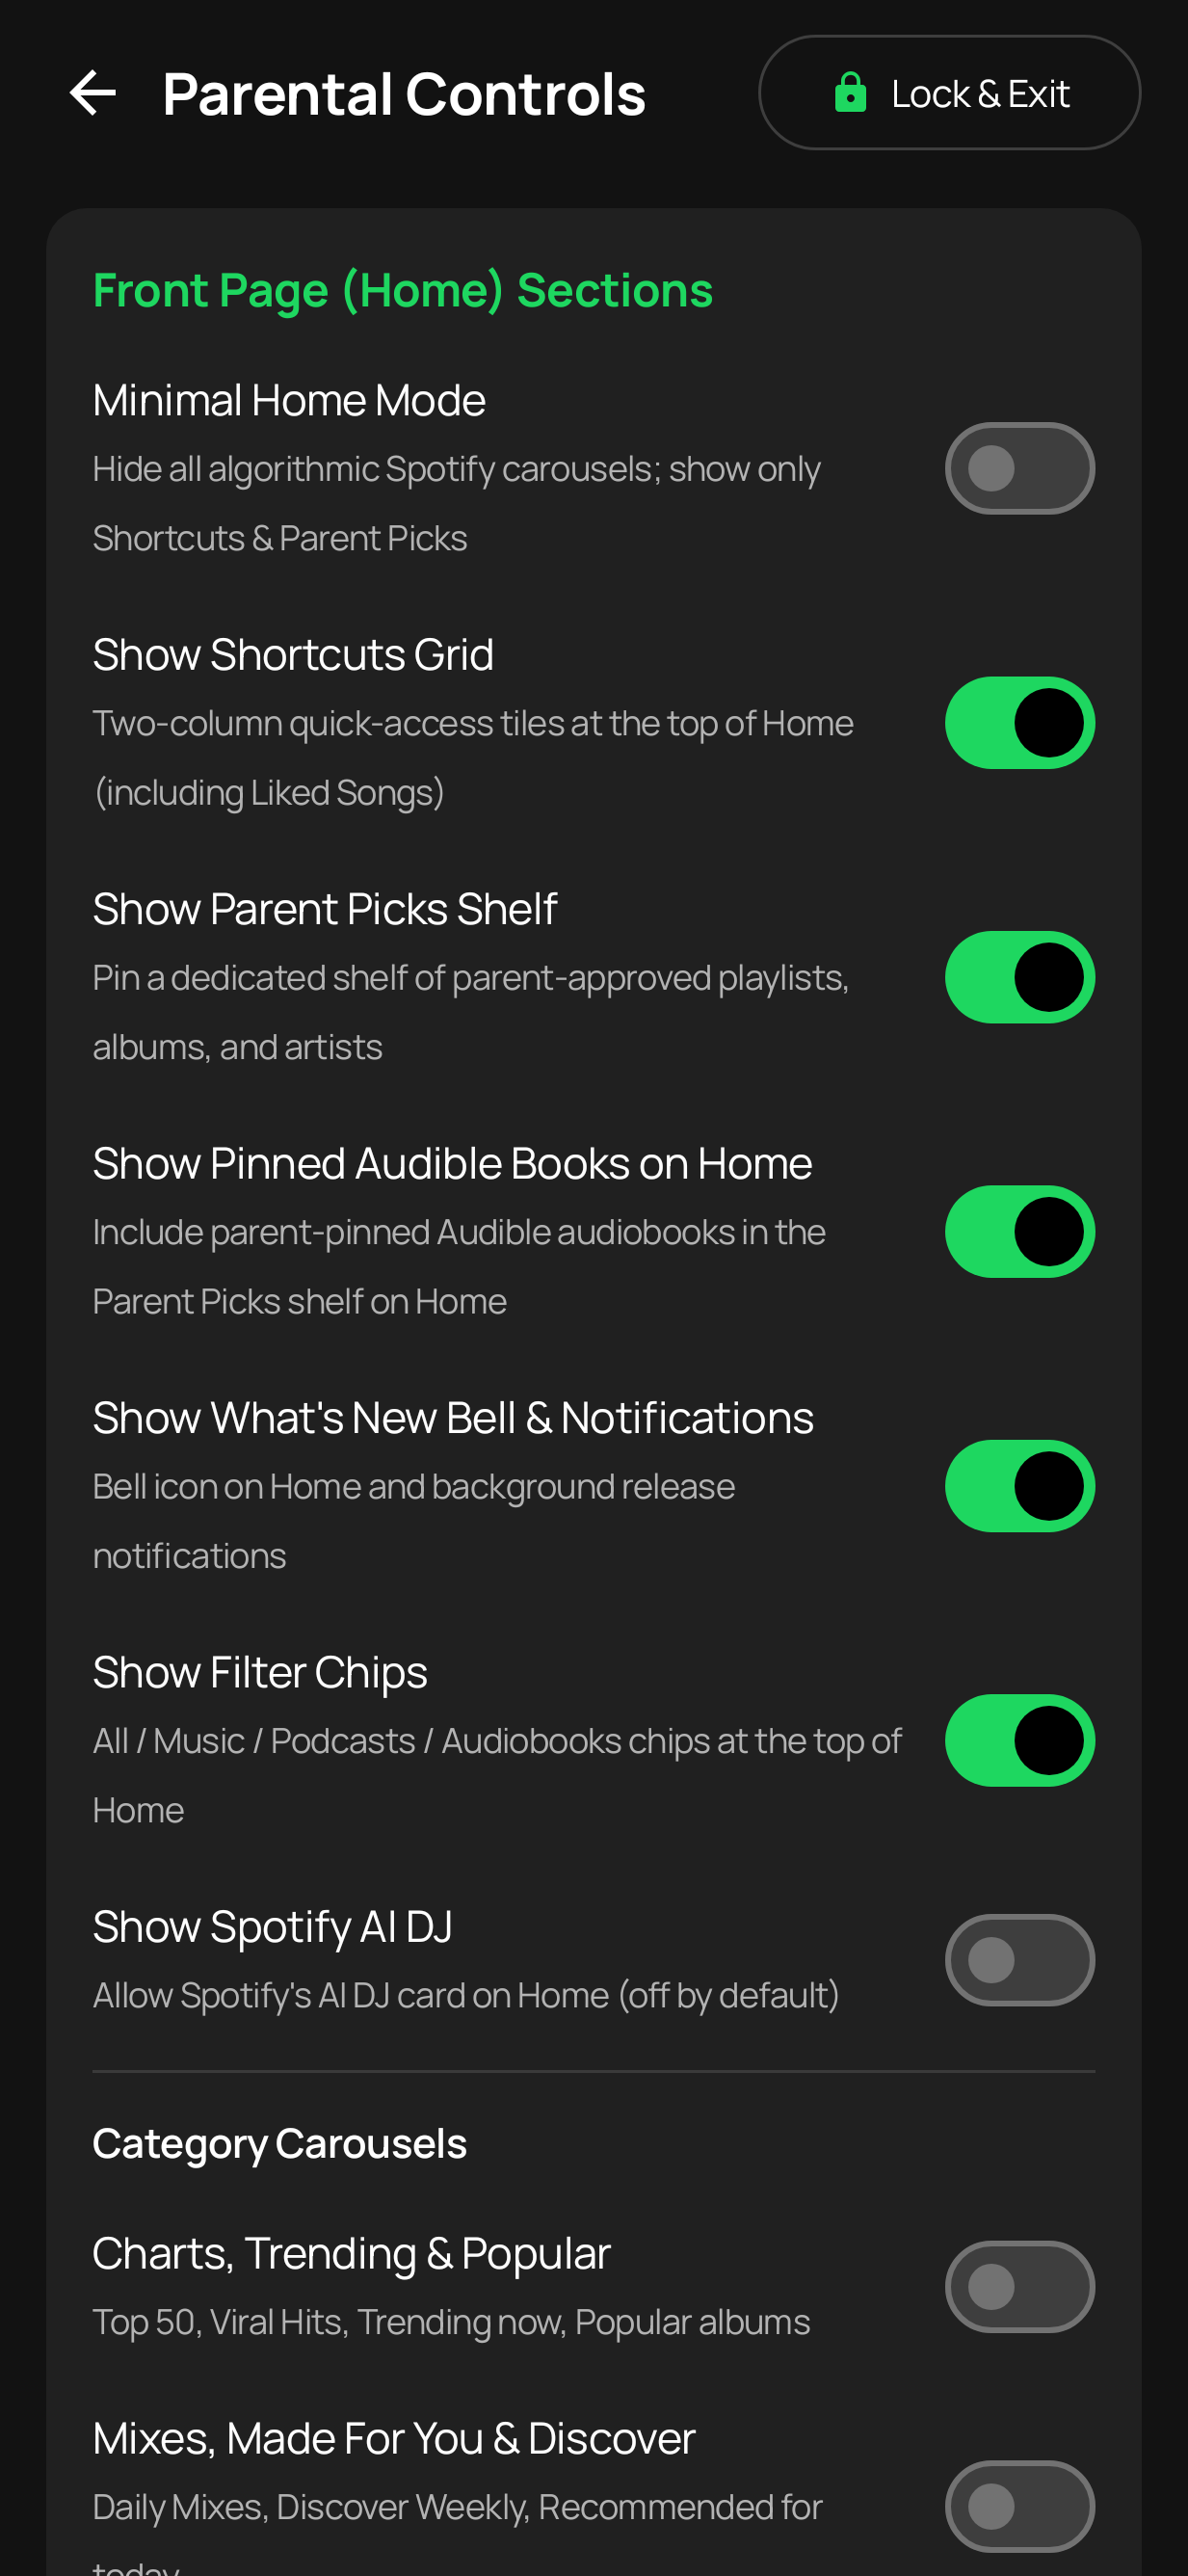 Parental Controls
Lock & Exit
Front Page (Home) Sections
Minimal Home Mode
Hide all algorithmic Spotify carousels; show only
Shortcuts & Parent Picks
Show Shortcuts Grid
Two-column quick-access tiles at the top of Home
(including Liked Songs)
Show Parent Picks Shelf
Pin a dedicated shelf of parent-approved playlists,
albums, and artists
Show Pinned Audible Books on Home
Include parent-pinned Audible audiobooks in the
Parent Picks shelf on Home
Show What's New Bell & Notifications
Bell icon on Home and background release
notifications
Show Filter Chips
All / Music / Podcasts / Audiobooks chips at the top of
Home
Show Spotify AI DJ
Allow Spotify's AI DJ card on Home (off by default)
Category Carousels
Charts, Trending & Popular
Top 50, Viral Hits, Trending now, Popular albums
Mixes, Made For You & Discover
Daily Mixes, Discover Weekly, Recommended for
today